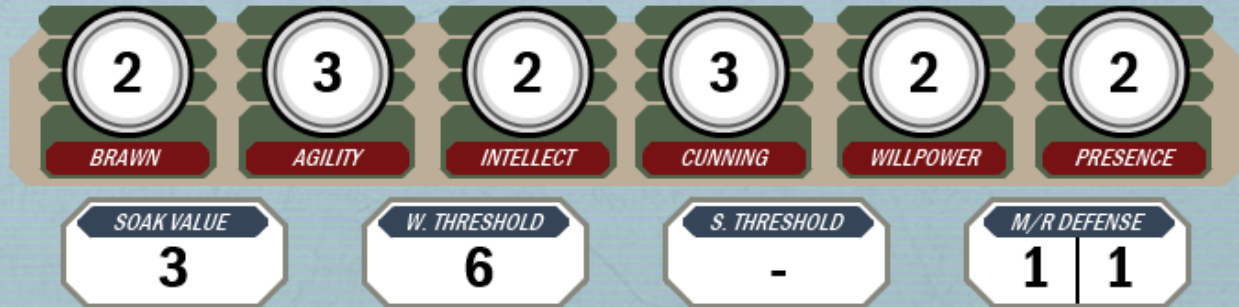 2 3 2 3 2 2
BRAWN AGILITY INTELLECT CUNNING WILLPOWER PRESENCE
SOAK VALUE W. THRESHOLD S. THRESHOLD M/R DEFENSE
3 6 - 1 1